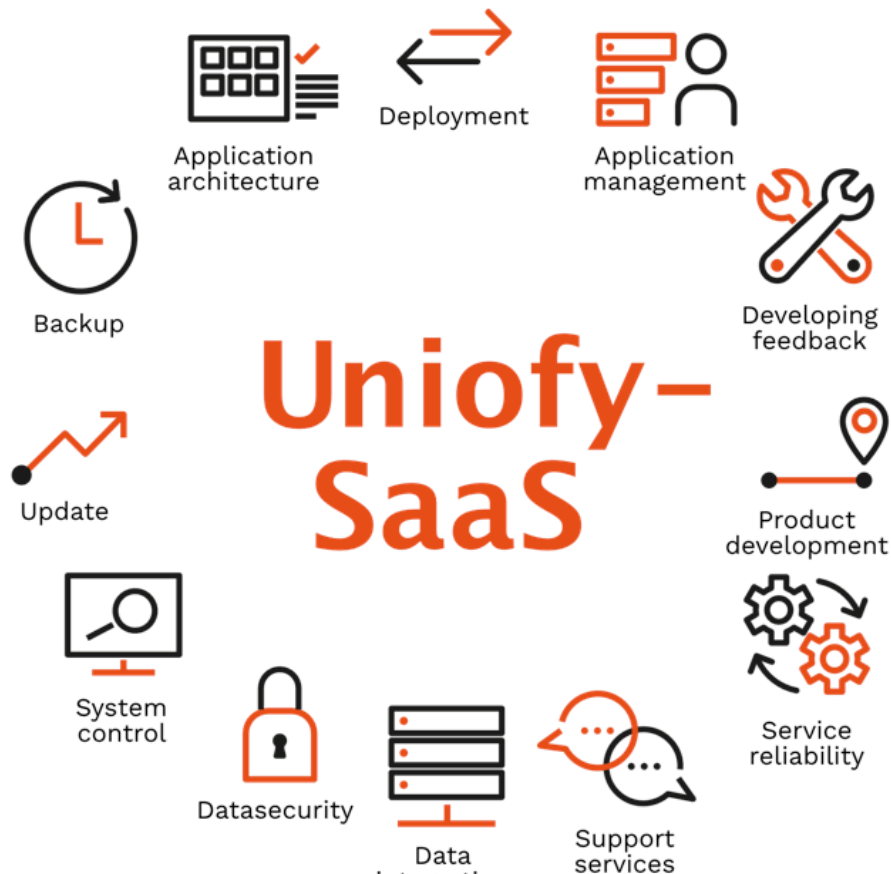 Deployment
Application
architecture
Application
management
Backup
Developing
feedback
Uniofy-
SaaS
Update
Product
development
System
control
Service
reliability
Datasecurity
Support
services
Data